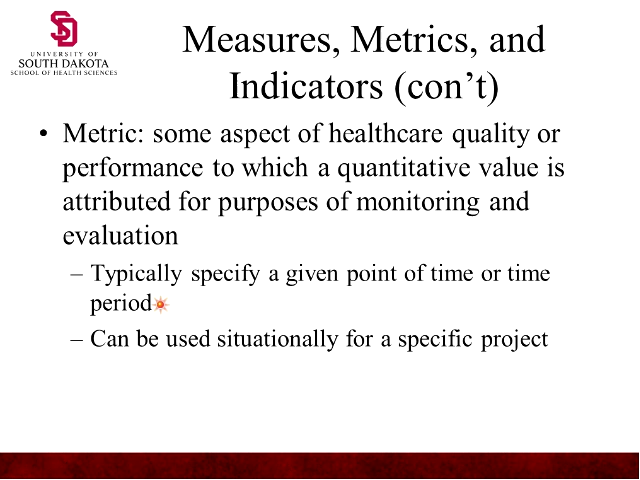 UNIVERSITY OF
SOUTH DAKOTA
SCHOOL OF HEALTH SCIENCES
Measures, Metrics, and
Indicators (con’t)
• Metric: some aspect of healthcare quality or
performance to which a quantitative value is
attributed for purposes of monitoring and
evaluation
– Typically specify a given point of time or time
period
– Can be used situationally for a specific project